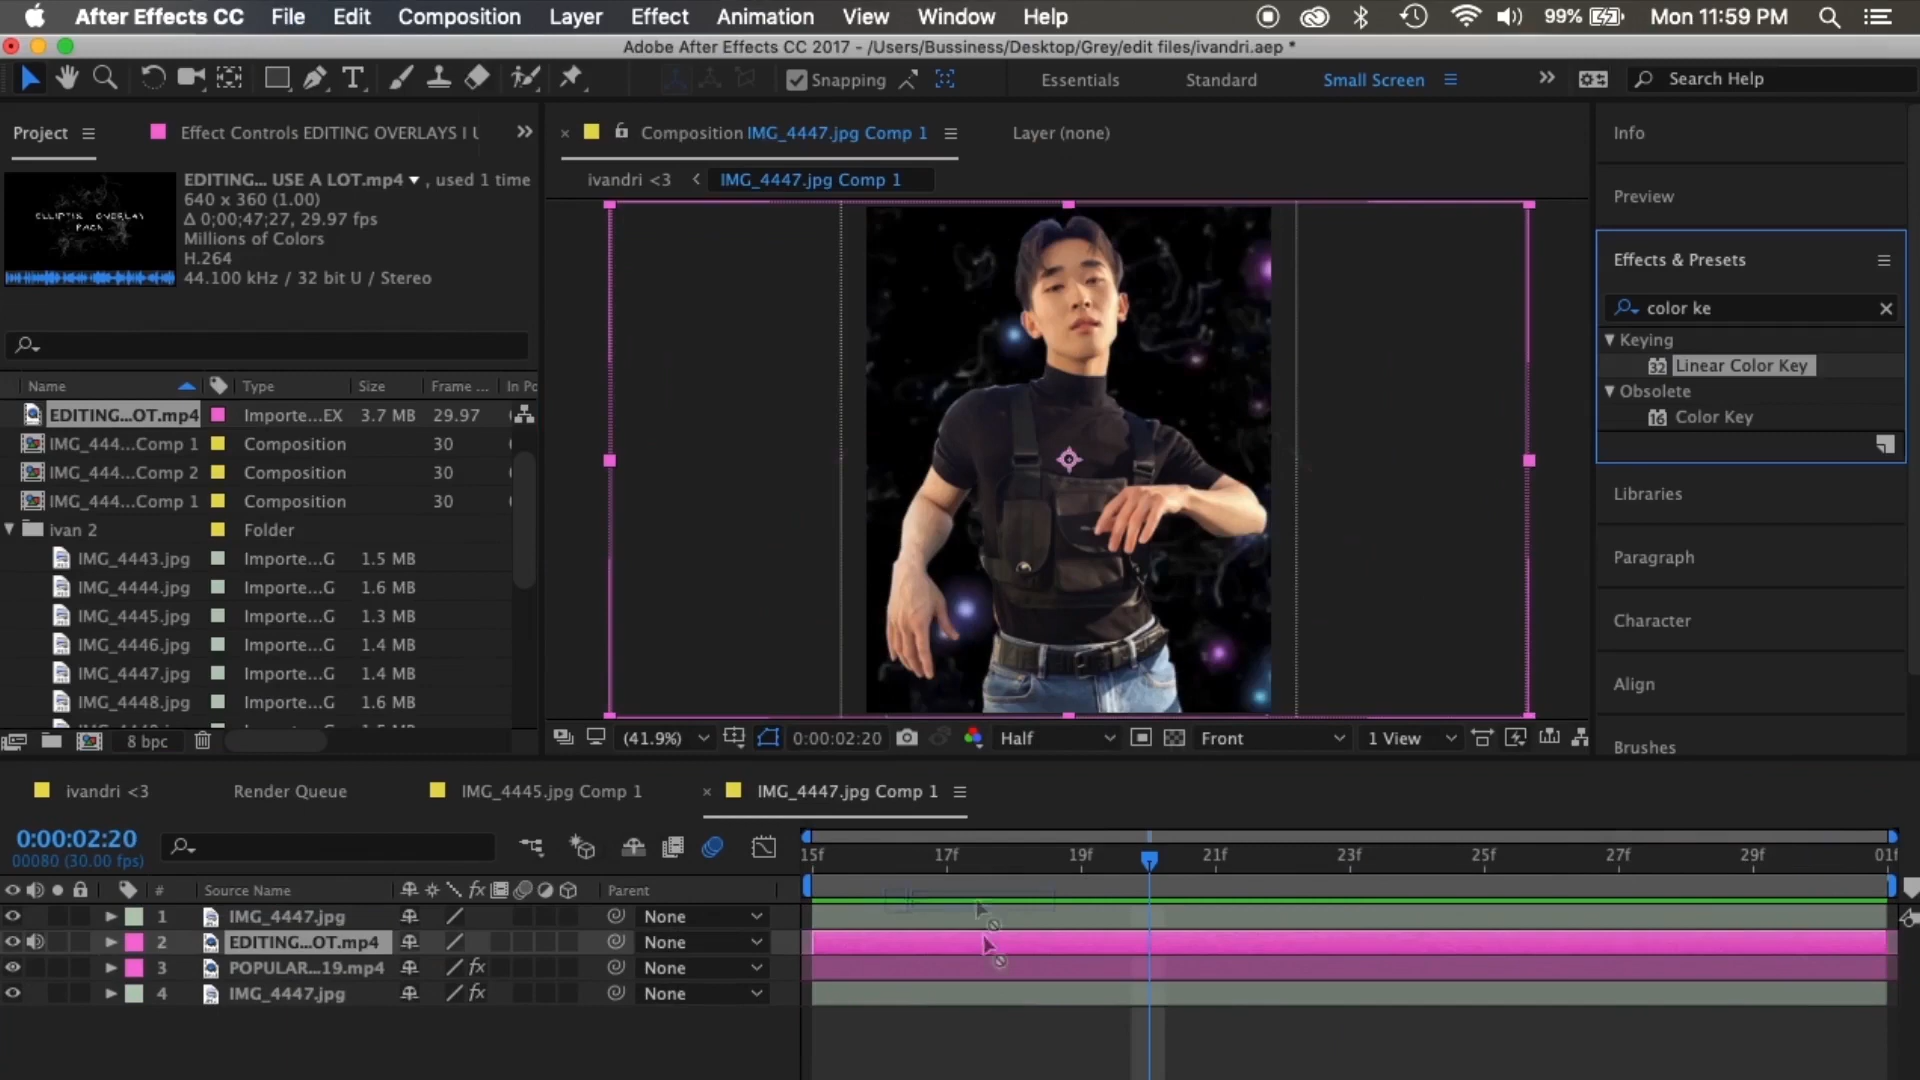 After Effects CC File Edit Composition Layer Effect Animation View Window Help 99% Mon 11:59 PM
Adobe After Effects CC 2017 - /Users/Bussiness/Desktop/Grey/edit files/ivandri.aep *
Snapping Essentials Standard Small Screen Search Help
Project Effect Controls EDITING OVERLAYS I U
Composition IMG_4447.jpg Comp 1 Layer (none)
ivandri <3 IMG_4447.jpg Comp 1
EDITING... USE A LOT.mp4 , used 1 time
640 x 360 (1.00)
Δ 0;00;47;27, 29.97 fps
Millions of Colors
H.264
44.100 kHz / 32 bit U / Stereo
ELLIPTIX OVERLAY
PACK
Name Type Size Frame ... In Po
EDITING...OT.mp4 Importe...EX 3.7 MB 29.97
IMG_444...Comp 1 Composition 30
IMG_444...Comp 2 Composition 30
IMG_444...Comp 1 Composition 30
ivan 2 Folder
IMG_4443.jpg Importe...G 1.5 MB
IMG_4444.jpg Importe...G 1.6 MB
IMG_4445.jpg Importe...G 1.3 MB
IMG_4446.jpg Importe...G 1.4 MB
IMG_4447.jpg Importe...G 1.4 MB
IMG_4448.jpg Importe...G 1.6 MB
8 bpc
(41.9%) 0:00:02:20 Half Front 1 View
Info
Preview
Effects & Presets
color ke
Keying
32 Linear Color Key
Obsolete
16 Color Key
Libraries
Paragraph
Character
Align
Brushes
ivandri <3 Render Queue IMG_4445.jpg Comp 1 IMG_4447.jpg Comp 1
0:00:02:20
00080 (30.00 fps)
15f 17f 19f 21f 23f 25f 27f 29f 01f
# Source Name fx Parent
1 IMG_4447.jpg None
2 EDITING...OT.mp4 None
3 POPULAR...19.mp4 fx None
4 IMG_4447.jpg fx None